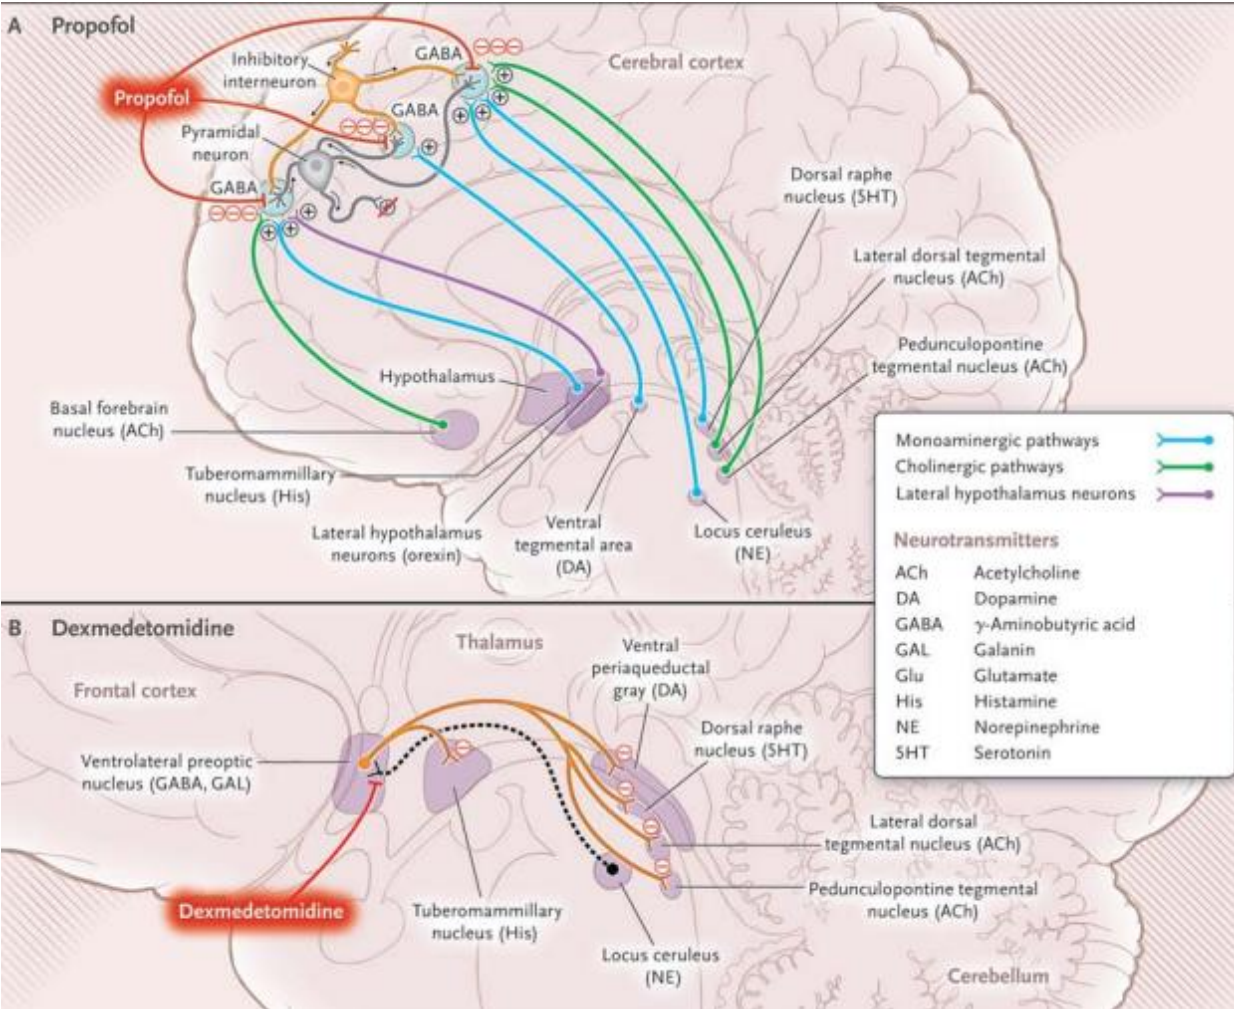 A Propofol
Inhibitory
interneuron
GABA
Cerebral cortex
Propofol
GABA
Pyramidal
neuron
GABA
Dorsal raphe
nucleus (5HT)
Lateral dorsal tegmental
nucleus (ACh)
Pedunculopontine
tegmental nucleus (ACh)
Hypothalamus
Basal forebrain
nucleus (ACh)
Tuberomammillary
nucleus (His)
Lateral hypothalamus
neurons (orexin)
Ventral
tegmental area
(DA)
Locus ceruleus
(NE)
Monoaminergic pathways
Cholinergic pathways
Lateral hypothalamus neurons
Neurotransmitters
ACh Acetylcholine
DA Dopamine
GABA γ-Aminobutyric acid
GAL Galanin
Glu Glutamate
His Histamine
NE Norepinephrine
5HT Serotonin
B Dexmedetomidine
Thalamus
Frontal cortex
Ventral
periaqueductal
gray (DA)
Dorsal raphe
nucleus (5HT)
Ventrolateral preoptic
nucleus (GABA, GAL)
Lateral dorsal
tegmental nucleus (ACh)
Pedunculopontine tegmental
nucleus (ACh)
Dexmedetomidine
Tuberomammillary
nucleus (His)
Locus ceruleus
(NE)
Cerebellum